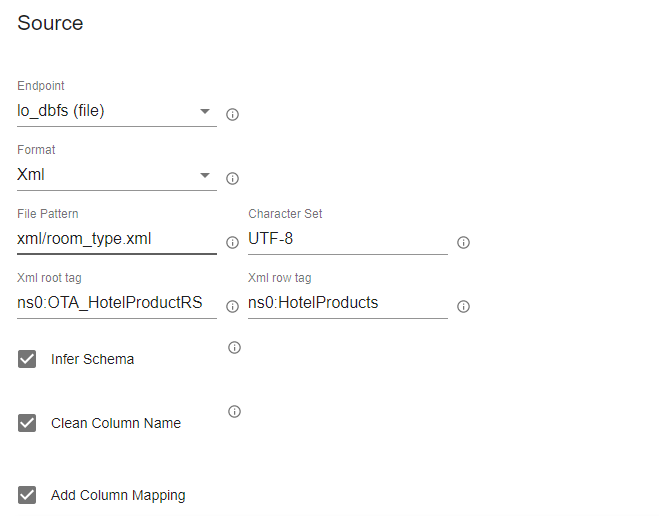 Source
Endpoint
lo_dbfs (file)
Format
Xml
File Pattern
Character Set
xml/room_type.xml
UTF-8
Xml root tag
Xml row tag
ns0:OTA_HotelProductRS
ns0:HotelProducts
Infer Schema
Clean Column Name
Add Column Mapping